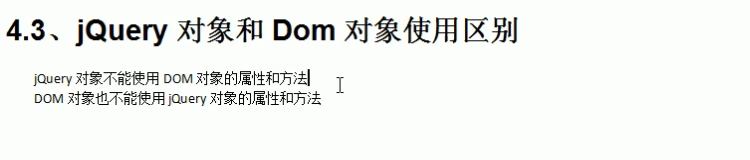 4.3、jQuery 对象和 Dom 对象使用区别
jQuery 对象不能使用 DOM 对象的属性和方法
DOM 对象也不能使用 jQuery 对象的属性和方法